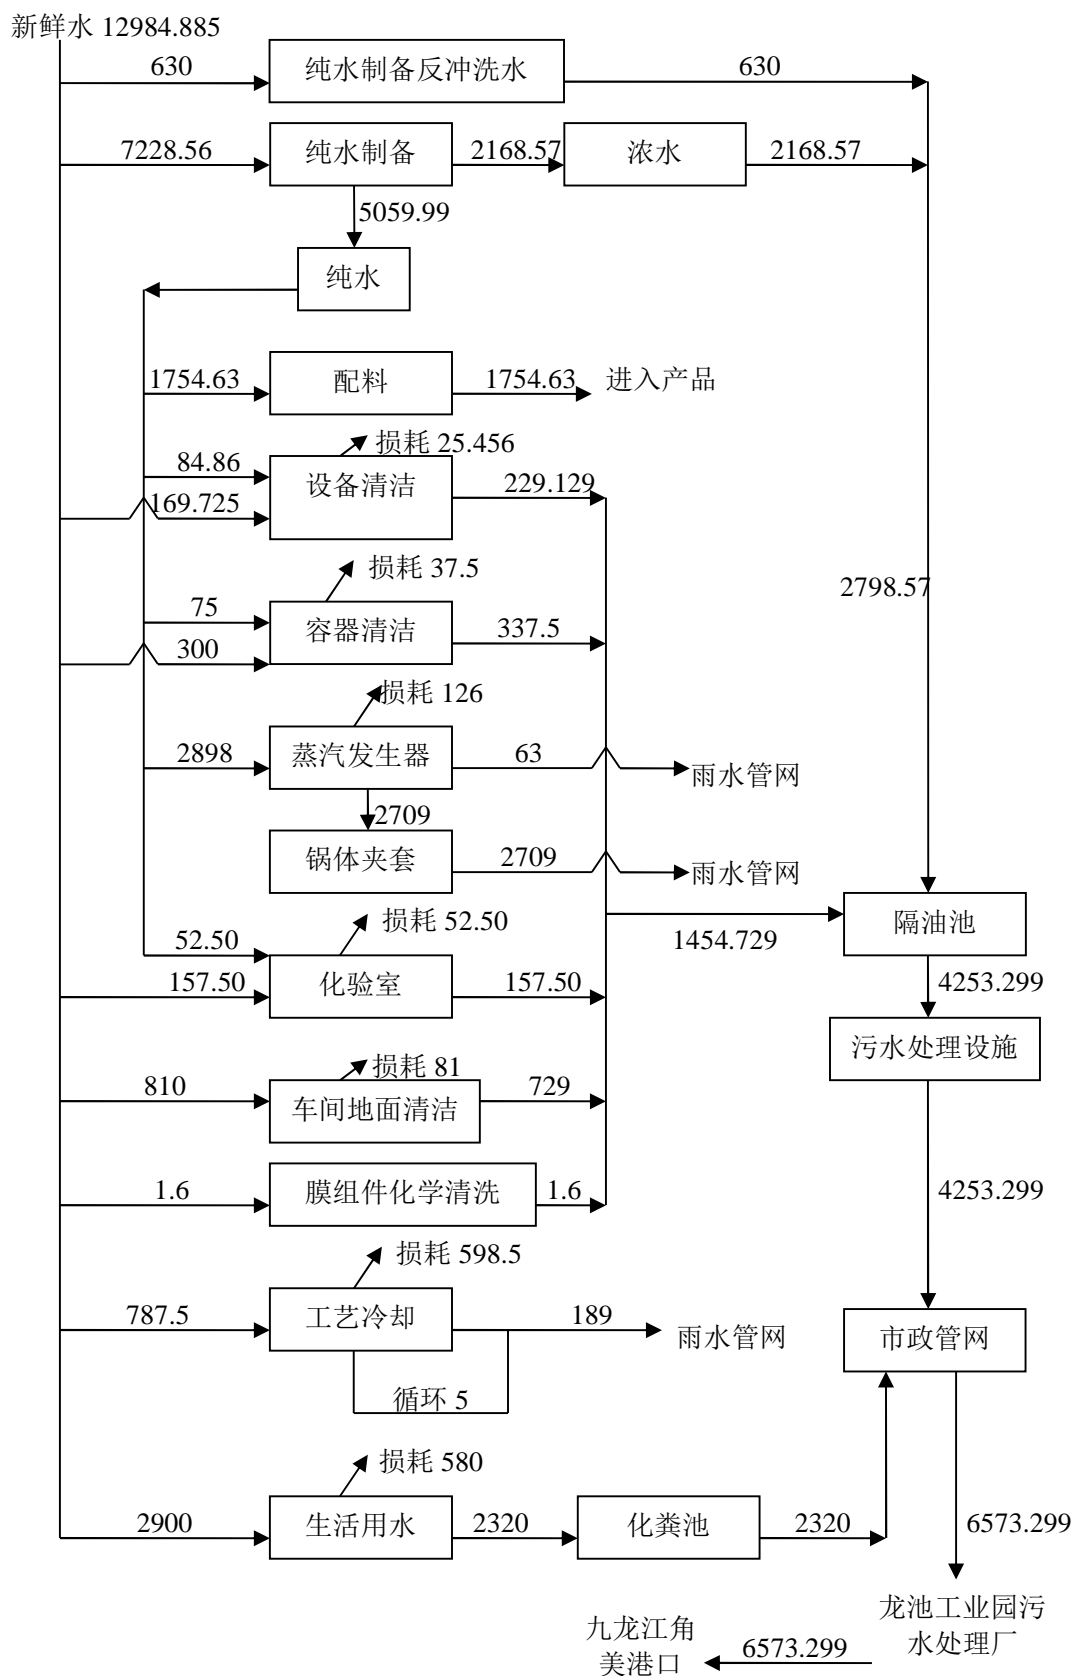 新鲜水 12984.885
630
纯水制备反冲洗水
630
7228.56
纯水制备
2168.57
浓水
2168.57
5059.99
纯水
1754.63
配料
1754.63
进入产品
损耗 25.456
84.86
设备清洁
229.129
169.725
损耗 37.5
75
容器清洁
337.5
300
2798.57
损耗 126
2898
蒸汽发生器
63
雨水管网
2709
锅体夹套
2709
雨水管网
损耗 52.50
52.50
157.50
化验室
157.50
1454.729
隔油池
4253.299
污水处理设施
损耗 81
810
车间地面清洁
729
1.6
膜组件化学清洗
1.6
4253.299
损耗 598.5
787.5
工艺冷却
189
雨水管网
循环 5
市政管网
损耗 580
2900
生活用水
2320
化粪池
2320
6573.299
龙池工业园污
水处理厂
6573.299
九龙江角
美港口